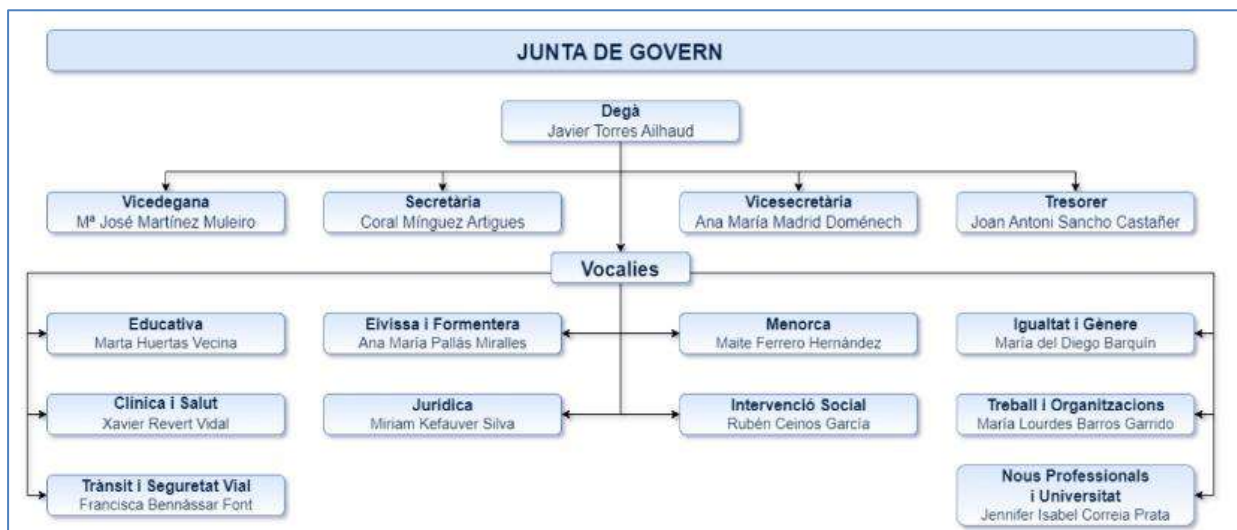 JUNTA DE GOVERN
Degà
Javier Torres Ailhaud
Vicedegana
Mª José Martínez Muleiro
Secretària
Coral Mínguez Artigues
Vicesecretària
Ana María Madrid Doménech
Tresorer
Joan Antoni Sancho Castañer
Vocalies
Educativa
Marta Huertas Vecina
Eivissa i Formentera
Ana María Pallás Miralles
Menorca
Maite Ferrero Hernández
Igualtat i Gènere
María del Diego Barquín
Clínica i Salut
Xavier Revert Vidal
Jurídica
Miriam Kefauver Silva
Intervenció Social
Rubén Ceinos García
Treball i Organitzacions
María Lourdes Barros Garrido
Trànsit i Seguretat Vial
Francisca Bennàssar Font
Nous Professionals
i Universitat
Jennifer Isabel Correia Prata